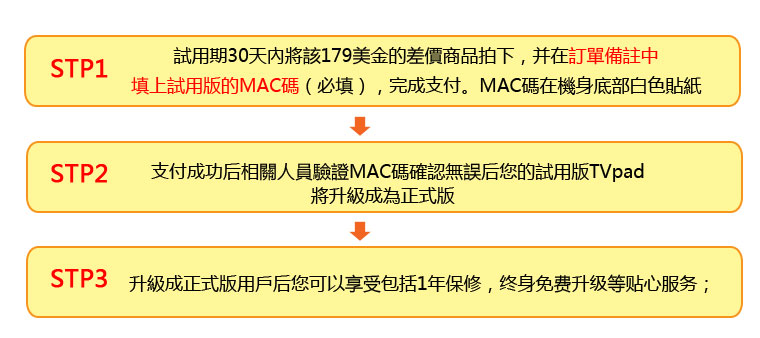 STP1
試用期30天內將該179美金的差價商品拍下，并在訂單備註中
填上試用版的MAC碼（必填），完成支付。MAC碼在機身底部白色貼紙
STP2
支付成功后相關人員驗證MAC碼確認無誤后您的試用版TVpad
將升級成為正式版
STP3
升級成正式版用戶后您可以享受包括1年保修，终身免费升级等贴心服务；